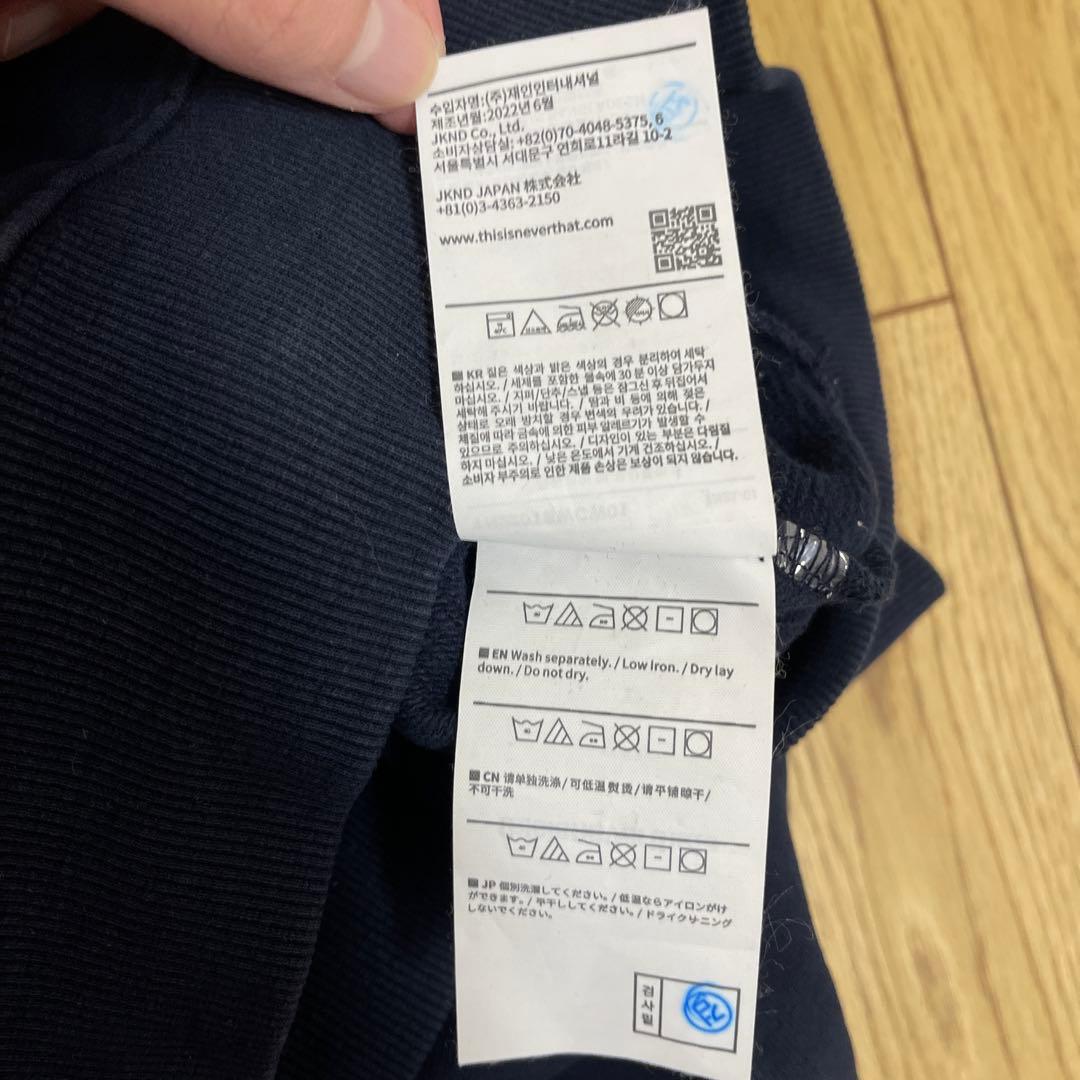 수입자명:(주)재인인터내셔널
제조년월:2022년 6월
JKND Co., Ltd.
소비자상담실: +82(0)70-4048-5375, 6
서울특별시 서대문구 연희로11라길 10-2
JKND JAPAN 株式会社
+81(0)3-4363-2150
www.thisisneverthat.com
KR 짙은 색상과 밝은 색상의 경우 분리하여 세탁
하십시오. / 세제를 포함한 물속에 30분 이상 담가두지
마십시오. / 지퍼/단추/스냅 등은 잠그신 후 뒤집어서
세탁해 주시기 바랍니다. / 땀과 비 등에 의해 젖은
상태로 오래 방치할 경우 변색의 우려가 있습니다. /
체질에 따라 금속에 의한 피부 알레르기가 발생할 수
있으므로 주의하십시오. / 디자인이 있는 부분은 다림질
하지 마십시오. / 낮은 온도에서 기계 건조하십시오. /
소비자 부주의로 인한 제품 손상은 보상이 되지 않습니다.
EN Wash separately. / Low iron. / Dry lay
down. / Do not dry.
CN 请单独洗涤/可低温熨烫/请平铺晾干/
不可干洗
JP 個別洗濯してください。/ 低温ならアイロンがけ
ができます。/ 平干ししてください。/ ドライクサニング
しないでください。
검사필